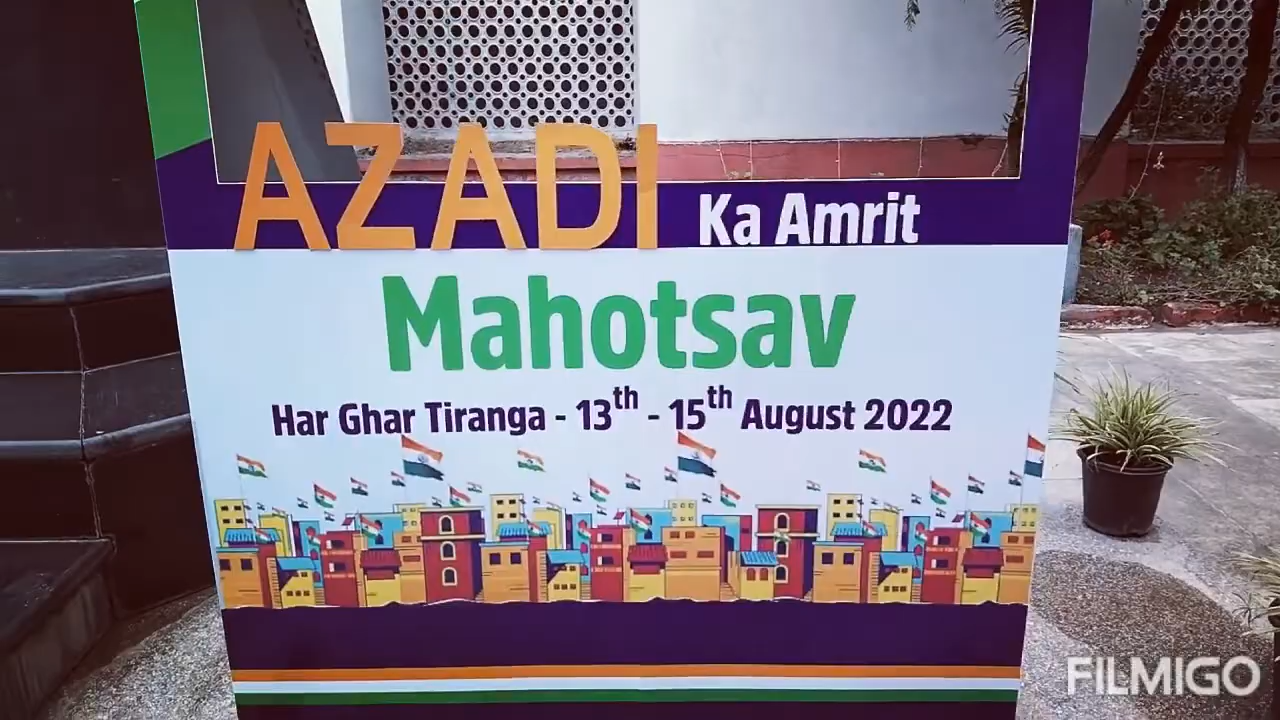 AZADI Ka Amrit
Mahotsav
Har Ghar Tiranga - 13th - 15th August 2022
FILMIGO